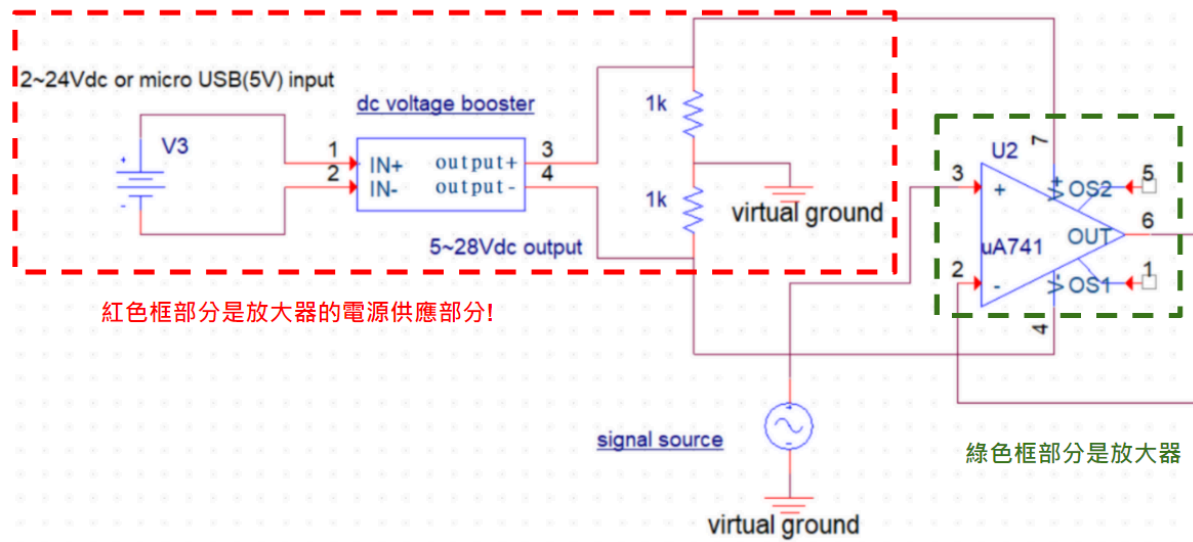 2~24Vdc or micro USB(5V) input
dc voltage booster
V3
1
2
IN+
IN-
output+
output-
3
4
5~28Vdc output
1k
1k
virtual ground
紅色框部分是放大器的電源供應部分!
U2
7
3
+
V+
OS2
5
uA741
OUT
6
2
-
V-
OS1
1
4
signal source
virtual ground
綠色框部分是放大器